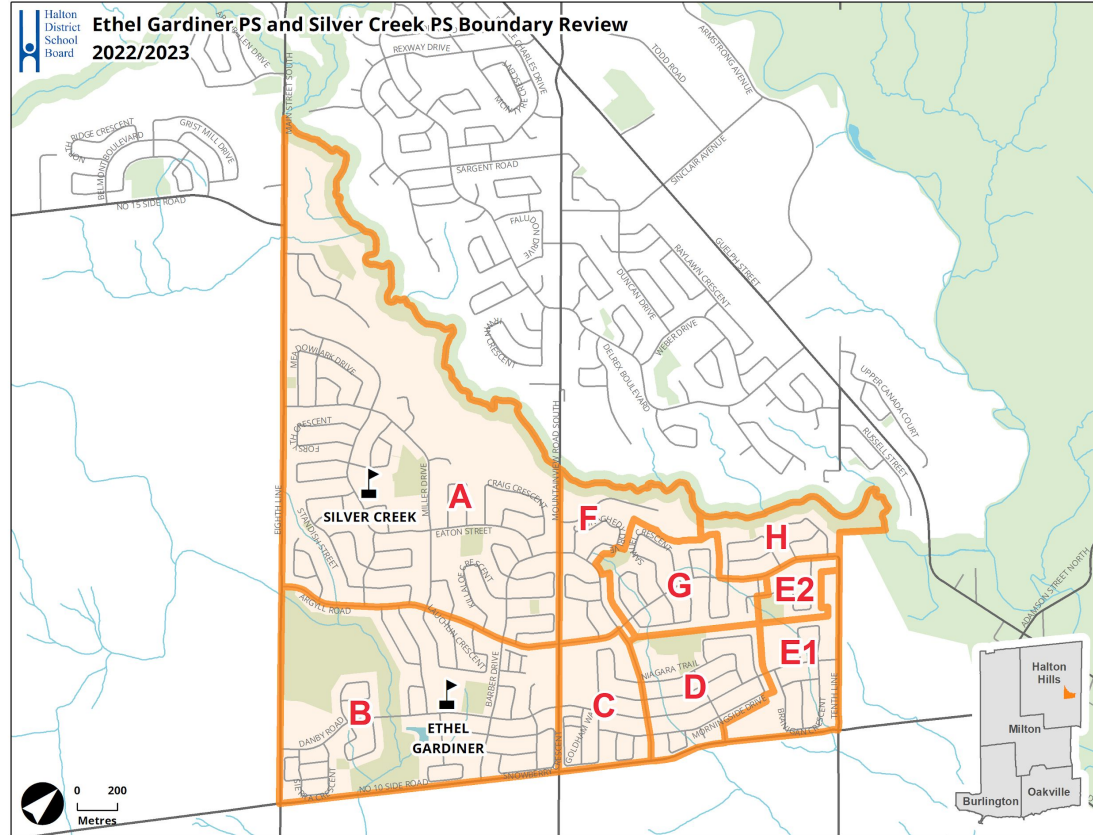 Halton
District
School
Board
Ethel Gardiner PS and Silver Creek PS Boundary Review
2022/2023
REXWAY DRIVE
MAIN STREET SOUTH
TODD ROAD
ARMSTRONG AVENUE
GRIST MILL DRIVE
BELMONT BOULEVARD
NO 15 SIDE ROAD
SARGENT ROAD
SINCLAIR AVENUE
GUELPH STREET
RAYLAWN CRESCENT
DUNCAN DRIVE
WEBER DRIVE
DELREX BOULEVARD
UPPER CANADA COURT
RUSSELL STREET
MEADOWLARK DRIVE
MOUNTAINVIEW ROAD SOUTH
EIGHTH LINE
SILVER CREEK
MILLER DRIVE
A
CRAIG CRESCENT
EATON STREET
STANDISH STREET
F
G
H
E2
E1
ARGYLL ROAD
BARBER DRIVE
B
DANBY ROAD
ETHEL
GARDINER
C
D
NIAGARA TRAIL
MORNINGSIDE DRIVE
TENTH LINE
NO 10 SIDE ROAD
ADAMSON STREET NORTH
0 200
Metres
Halton
Hills
Milton
Burlington
Oakville